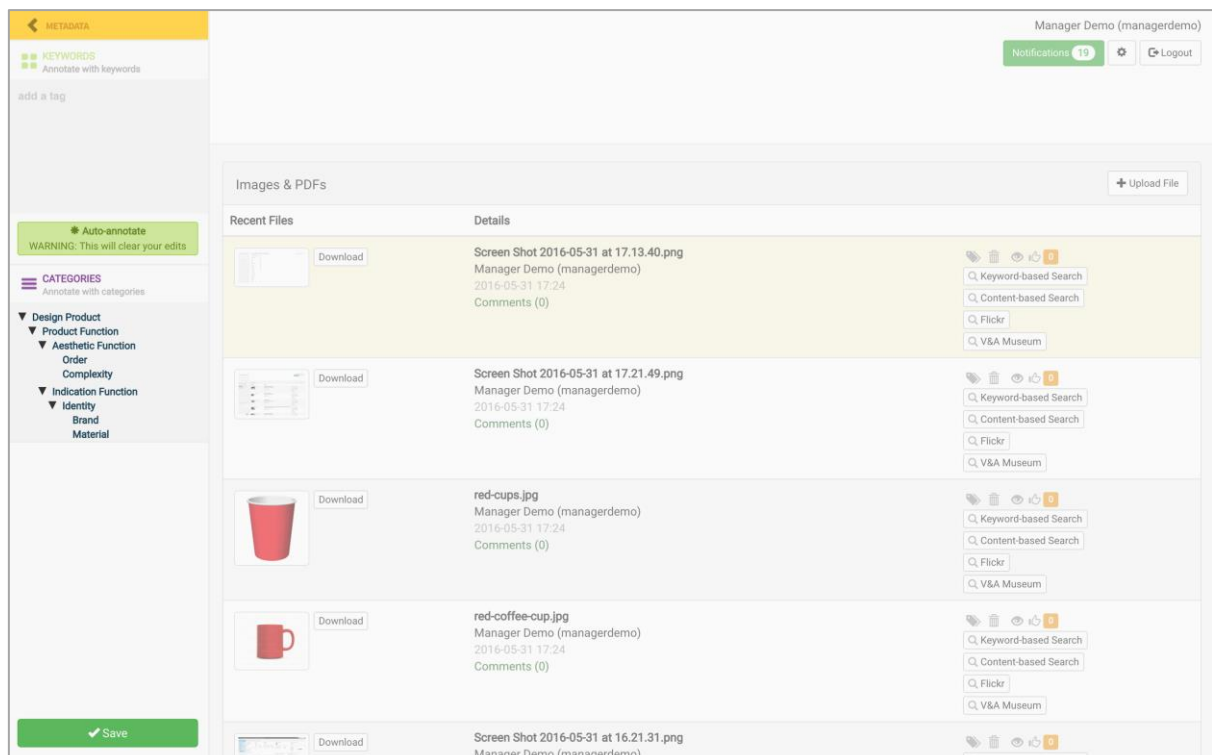 METADATA
KEYWORDS
Annotate with keywords
add a tag
Auto-annotate
WARNING: This will clear your edits
CATEGORIES
Annotate with categories
Design Product
Product Function
Aesthetic Function
Order
Complexity
Indication Function
Identity
Brand
Material
Save
Manager Demo (managerdemo)
Notifications 19 Logout
Images & PDFs Upload File
Recent Files Details
Download
Screen Shot 2016-05-31 at 17.13.40.png
Manager Demo (managerdemo)
2016-05-31 17:24
Comments (0)
0
Keyword-based Search
Content-based Search
Flickr
V&A Museum
Download
Screen Shot 2016-05-31 at 17.21.49.png
Manager Demo (managerdemo)
2016-05-31 17:24
Comments (0)
0
Keyword-based Search
Content-based Search
Flickr
V&A Museum
Download
red-cups.jpg
Manager Demo (managerdemo)
2016-05-31 17:24
Comments (0)
0
Keyword-based Search
Content-based Search
Flickr
V&A Museum
Download
red-coffee-cup.jpg
Manager Demo (managerdemo)
2016-05-31 17:24
Comments (0)
0
Keyword-based Search
Content-based Search
Flickr
V&A Museum
Download
Screen Shot 2016-05-31 at 16.21.31.png
Manager Demo (managerdemo)
0